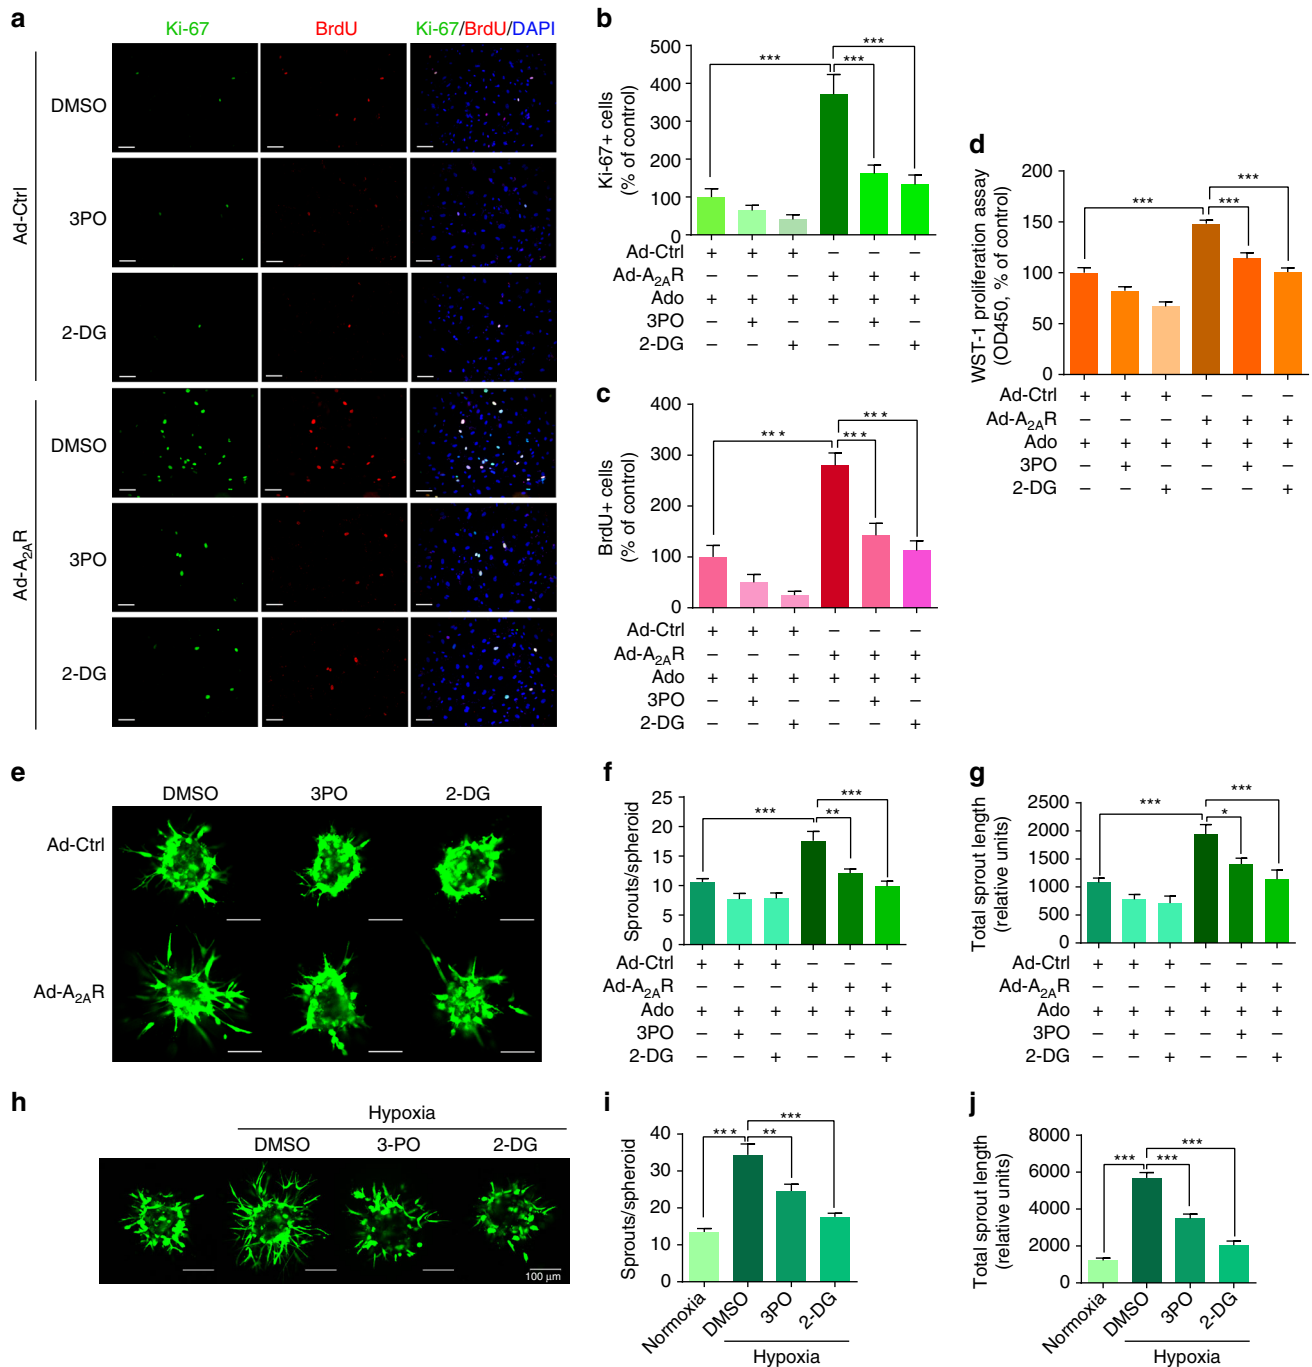 a
Ki-67 BrdU Ki-67/BrdU/DAPI
Ad-Ctrl
DMSO
3PO
2-DG
Ad-A2AR
DMSO
3PO
2-DG
b
Ki-67+ cells
(% of control)
500
400
300
200
100
0
*** *** ***
Ad-Ctrl + + + – – –
Ad-A2AR – – – + + +
Ado + + + + + +
3PO – + – – + –
2-DG – – + – – +
c
BrdU+ cells
(% of control)
400
300
200
100
0
*** *** ***
Ad-Ctrl + + + – – –
Ad-A2AR – – – + + +
Ado + + + + + +
3PO – + – – + –
2-DG – – + – – +
d
WST-1 proliferation assay
(OD450, % of control)
200
150
100
50
0
*** *** ***
Ad-Ctrl + + + – – –
Ad-A2AR – – – + + +
Ado + + + + + +
3PO – + – – + –
2-DG – – + – – +
e
DMSO 3PO 2-DG
Ad-Ctrl
Ad-A2AR
f
Sprouts/spheroid
25
20
15
10
5
0
*** ** ***
Ad-Ctrl + + + – – –
Ad-A2AR – – – + + +
Ado + + + + + +
3PO – + – – + –
2-DG – – + – – +
g
Total sprout length
(relative units)
2500
2000
1500
1000
500
0
*** * ***
Ad-Ctrl + + + – – –
Ad-A2AR – – – + + +
Ado + + + + + +
3PO – + – – + –
2-DG – – + – – +
h
Hypoxia
DMSO 3-PO 2-DG
100 μm
i
Sprouts/spheroid
40
30
20
10
0
*** ** ***
Normoxia DMSO 3PO 2-DG
Hypoxia
j
Total sprout length
(relative units)
8000
6000
4000
2000
0
*** *** ***
Normoxia DMSO 3PO 2-DG
Hypoxia